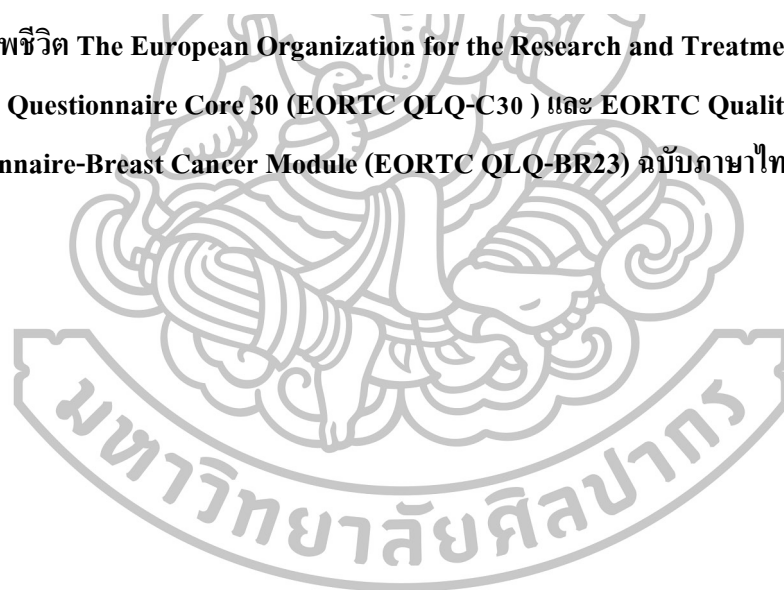 พชีวิต The European Organization for the Research and Treatme
Questionnaire Core 30 (EORTC QLQ-C30 ) และ EORTC Qualit
nnaire-Breast Cancer Module (EORTC QLQ-BR23) ฉบับภาษาไท
มหาวิทยาลัยศิลปากร